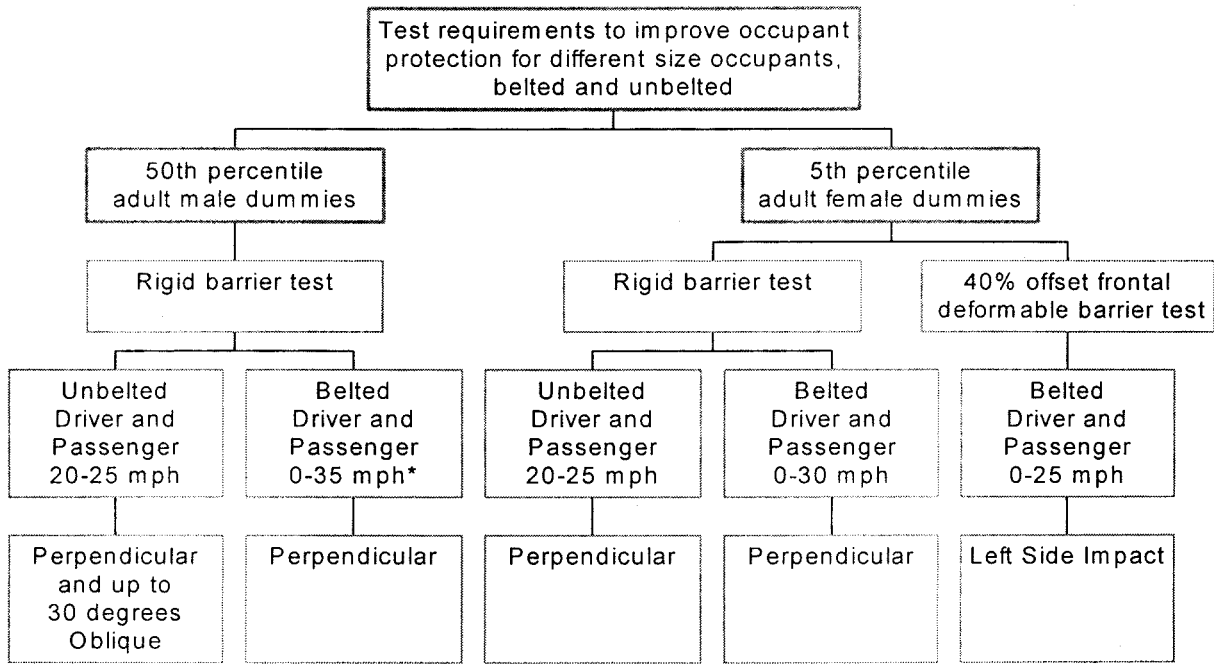 Test requirements to improve occupant
protection for different size occupants,
belted and unbelted
50th percentile
adult male dummies
5th percentile
adult female dummies
Rigid barrier test
Rigid barrier test
40% offset frontal
deformable barrier test
Unbelted
Driver and
Passenger
20-25 mph
Belted
Driver and
Passenger
0-35 mph*
Unbelted
Driver and
Passenger
20-25 mph
Belted
Driver and
Passenger
0-30 mph
Belted
Driver and
Passenger
0-25 mph
Perpendicular
and up to
30 degrees
Oblique
Perpendicular
Perpendicular
Perpendicular
Left Side Impact